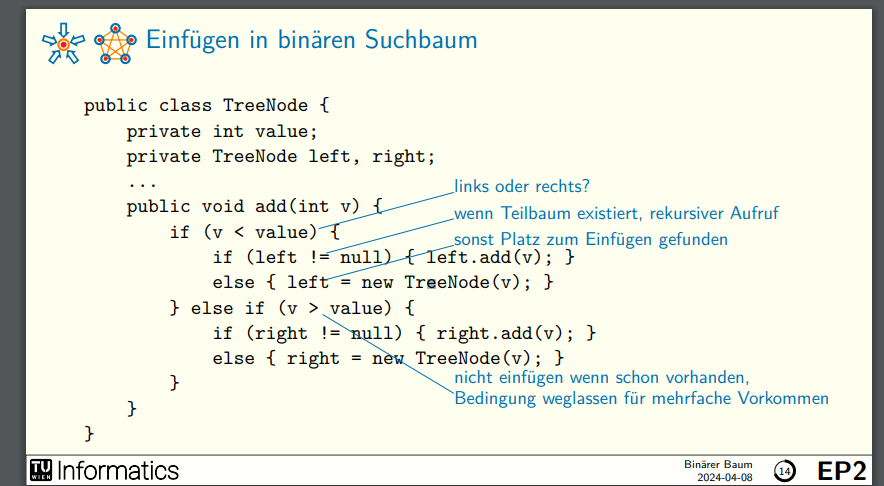 Einfügen in binären Suchbaum
public class TreeNode {
private int value;
private TreeNode left, right;
...
links oder rechts?
public void add(int v) {
wenn Teilbaum existiert, rekursiver Aufruf
if (v < value) {
sonst Platz zum Einfügen gefunden
if (left != null) { left.add(v); }
else { left = new TreeNode(v); }
} else if (v > value) {
if (right != null) { right.add(v); }
else { right = new TreeNode(v); }
nicht einfügen wenn schon vorhanden,
Bedingung weglassen für mehrfache Vorkommen
}
}
}
TU WIEN Informatics
Binärer Baum
2024-04-08
14
EP2